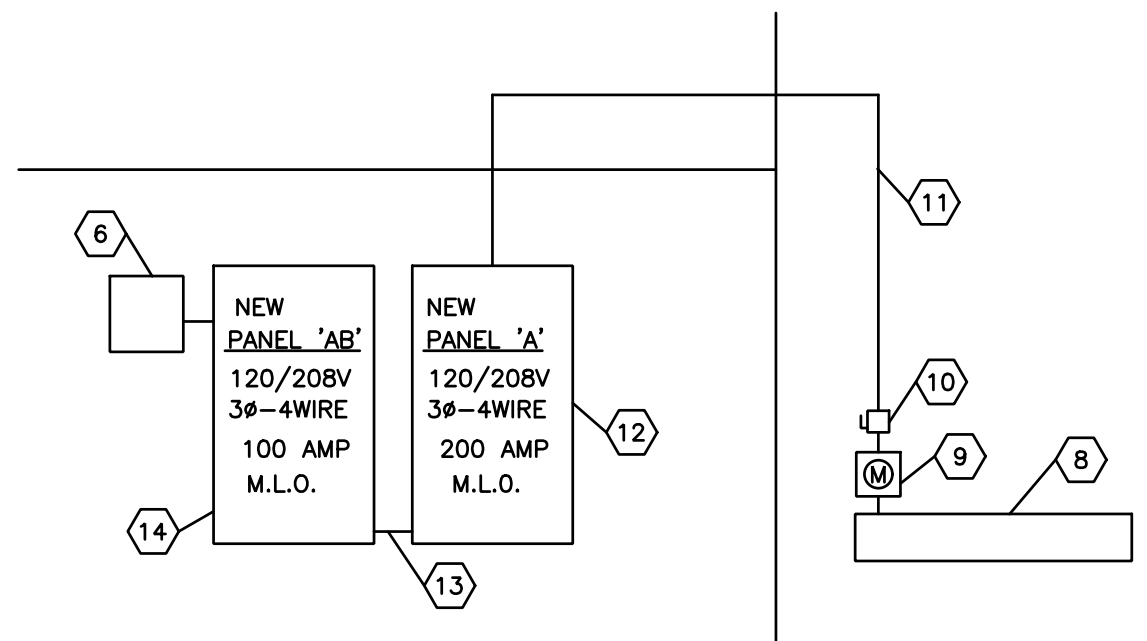 11
6
NEW
PANEL 'AB'
120/208V
3ø-4WIRE
100 AMP
M.L.O.
NEW
PANEL 'A'
120/208V
3ø-4WIRE
200 AMP
M.L.O.
10
12
9
M
8
14
13